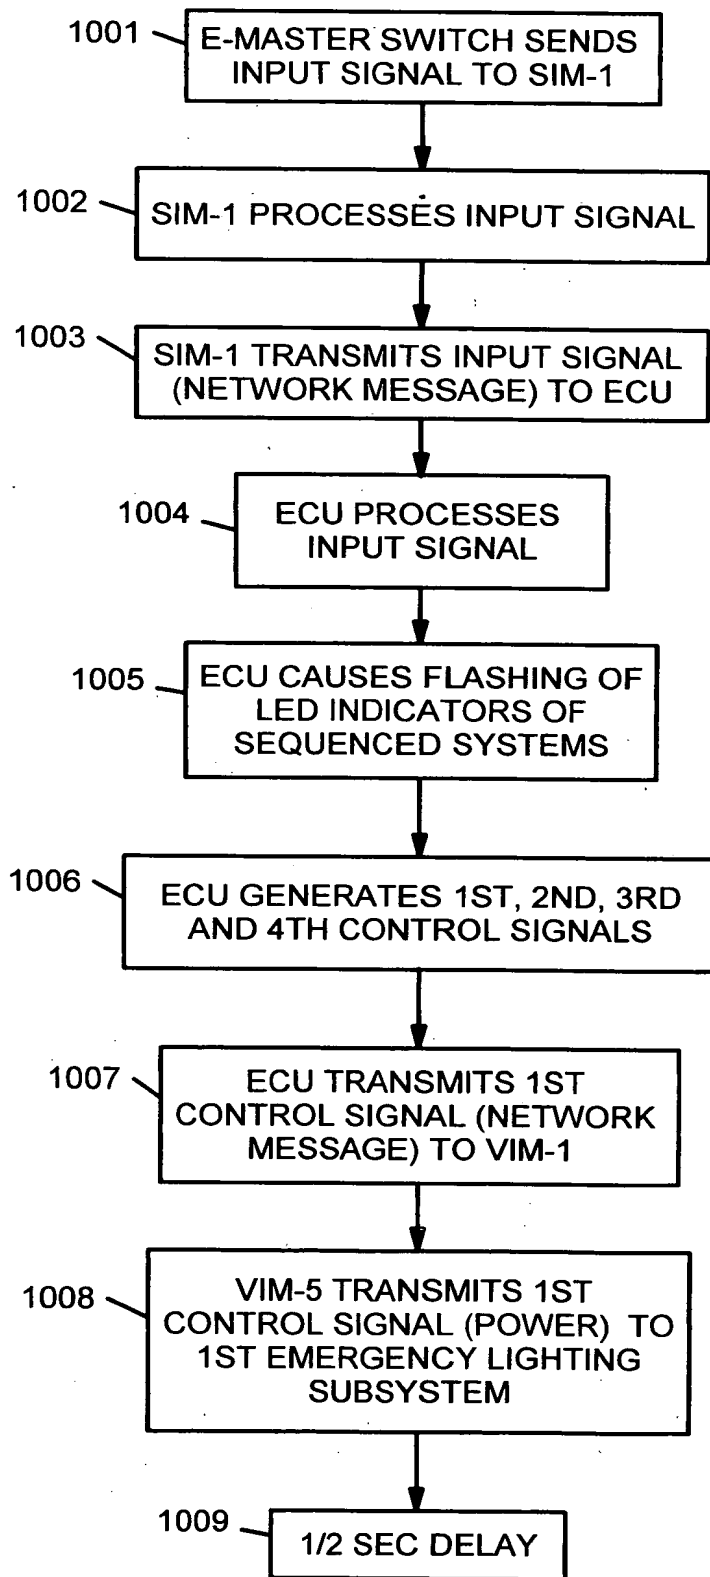 1001
E-MASTER SWITCH SENDS
INPUT SIGNAL TO SIM-1
1002
SIM-1 PROCESSES INPUT SIGNAL
1003
SIM-1 TRANSMITS INPUT SIGNAL
(NETWORK MESSAGE) TO ECU
1004
ECU PROCESSES
INPUT SIGNAL
1005
ECU CAUSES FLASHING OF
LED INDICATORS OF
SEQUENCED SYSTEMS
1006
ECU GENERATES 1ST, 2ND, 3RD
AND 4TH CONTROL SIGNALS
1007
ECU TRANSMITS 1ST
CONTROL SIGNAL (NETWORK
MESSAGE) TO VIM-1
1008
VIM-5 TRANSMITS 1ST
CONTROL SIGNAL (POWER) TO
1ST EMERGENCY LIGHTING
SUBSYSTEM
1009
1/2 SEC DELAY